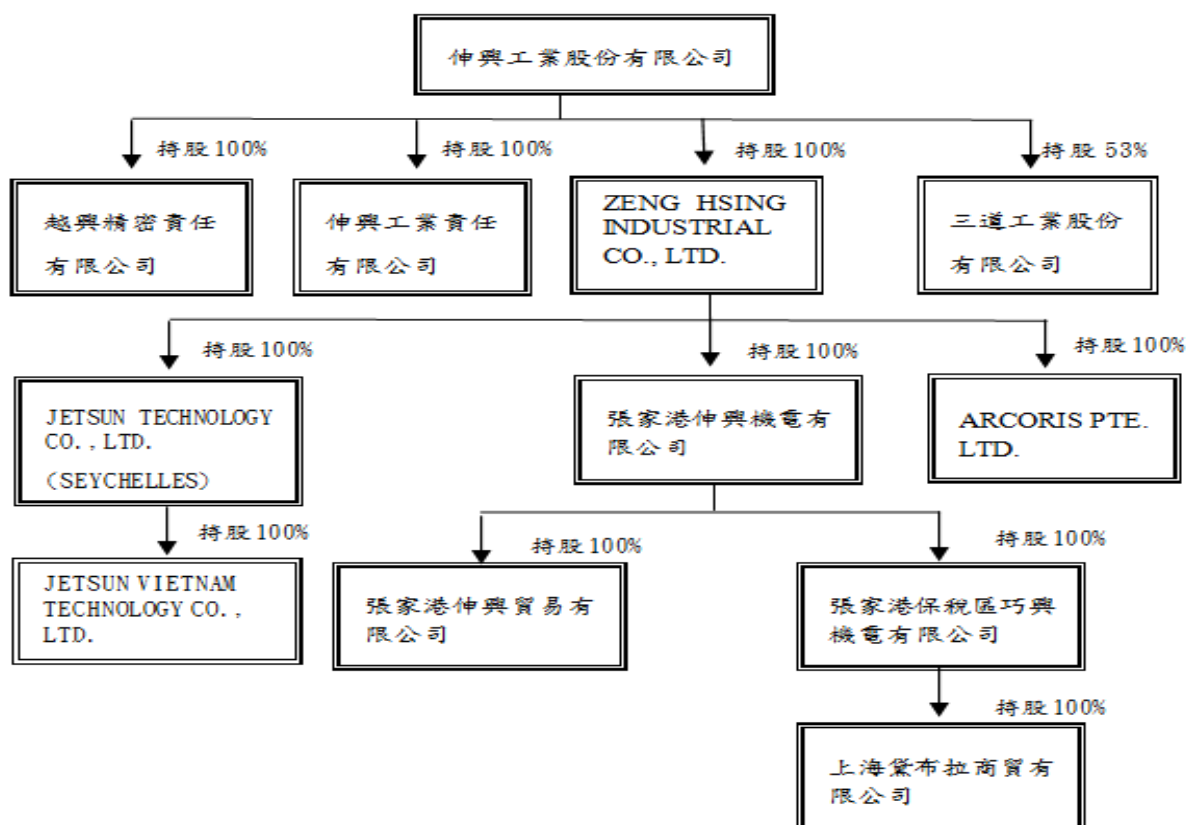 伸興工業股份有限公司
持股100%
持股100%
持股100%
持股 53%
越興精密責任
有限公司
伸興工業責任
有限公司
ZENG HSING
INDUSTRIAL
CO., LTD.
三道工業股份
有限公司
持股100%
持股100%
持股100%
JETSUN TECHNOLOGY
CO., LTD.
(SEYCHELLES)
張家港伸興機電有
限公司
ARCORIS PTE.
LTD.
持股100%
持股100%
持股100%
JETSUN VIETNAM
TECHNOLOGY CO.,
LTD.
張家港伸興貿易有
限公司
張家港保稅區巧興
機電有限公司
持股100%
上海黛布拉商貿有
限公司